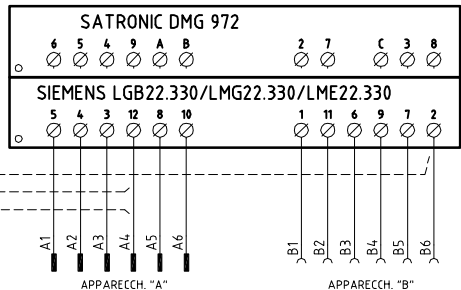 SATRONIC DMG 972
6 5 4 9 A B 2 7 C 3 8
SIEMENS LGB22.330/LMG22.330/LME22.330
5 4 3 12 8 10 1 11 6 9 7 2
A1 A2 A3 A4 A5 A6 B1 B2 B3 B4 B5 B6
APPARECCH. "A" APPARECCH. "B"